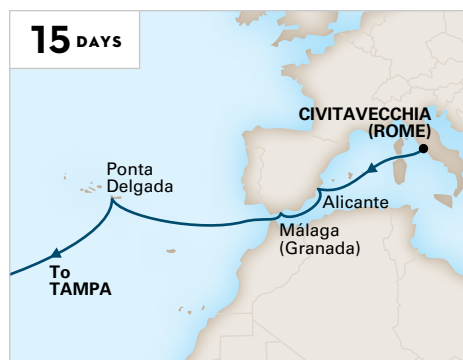 15 DAYS
CIVITAVECCHIA
(ROME)
Ponta
Delgada
Alicante
Málaga
(Granada)
To
TAMPA